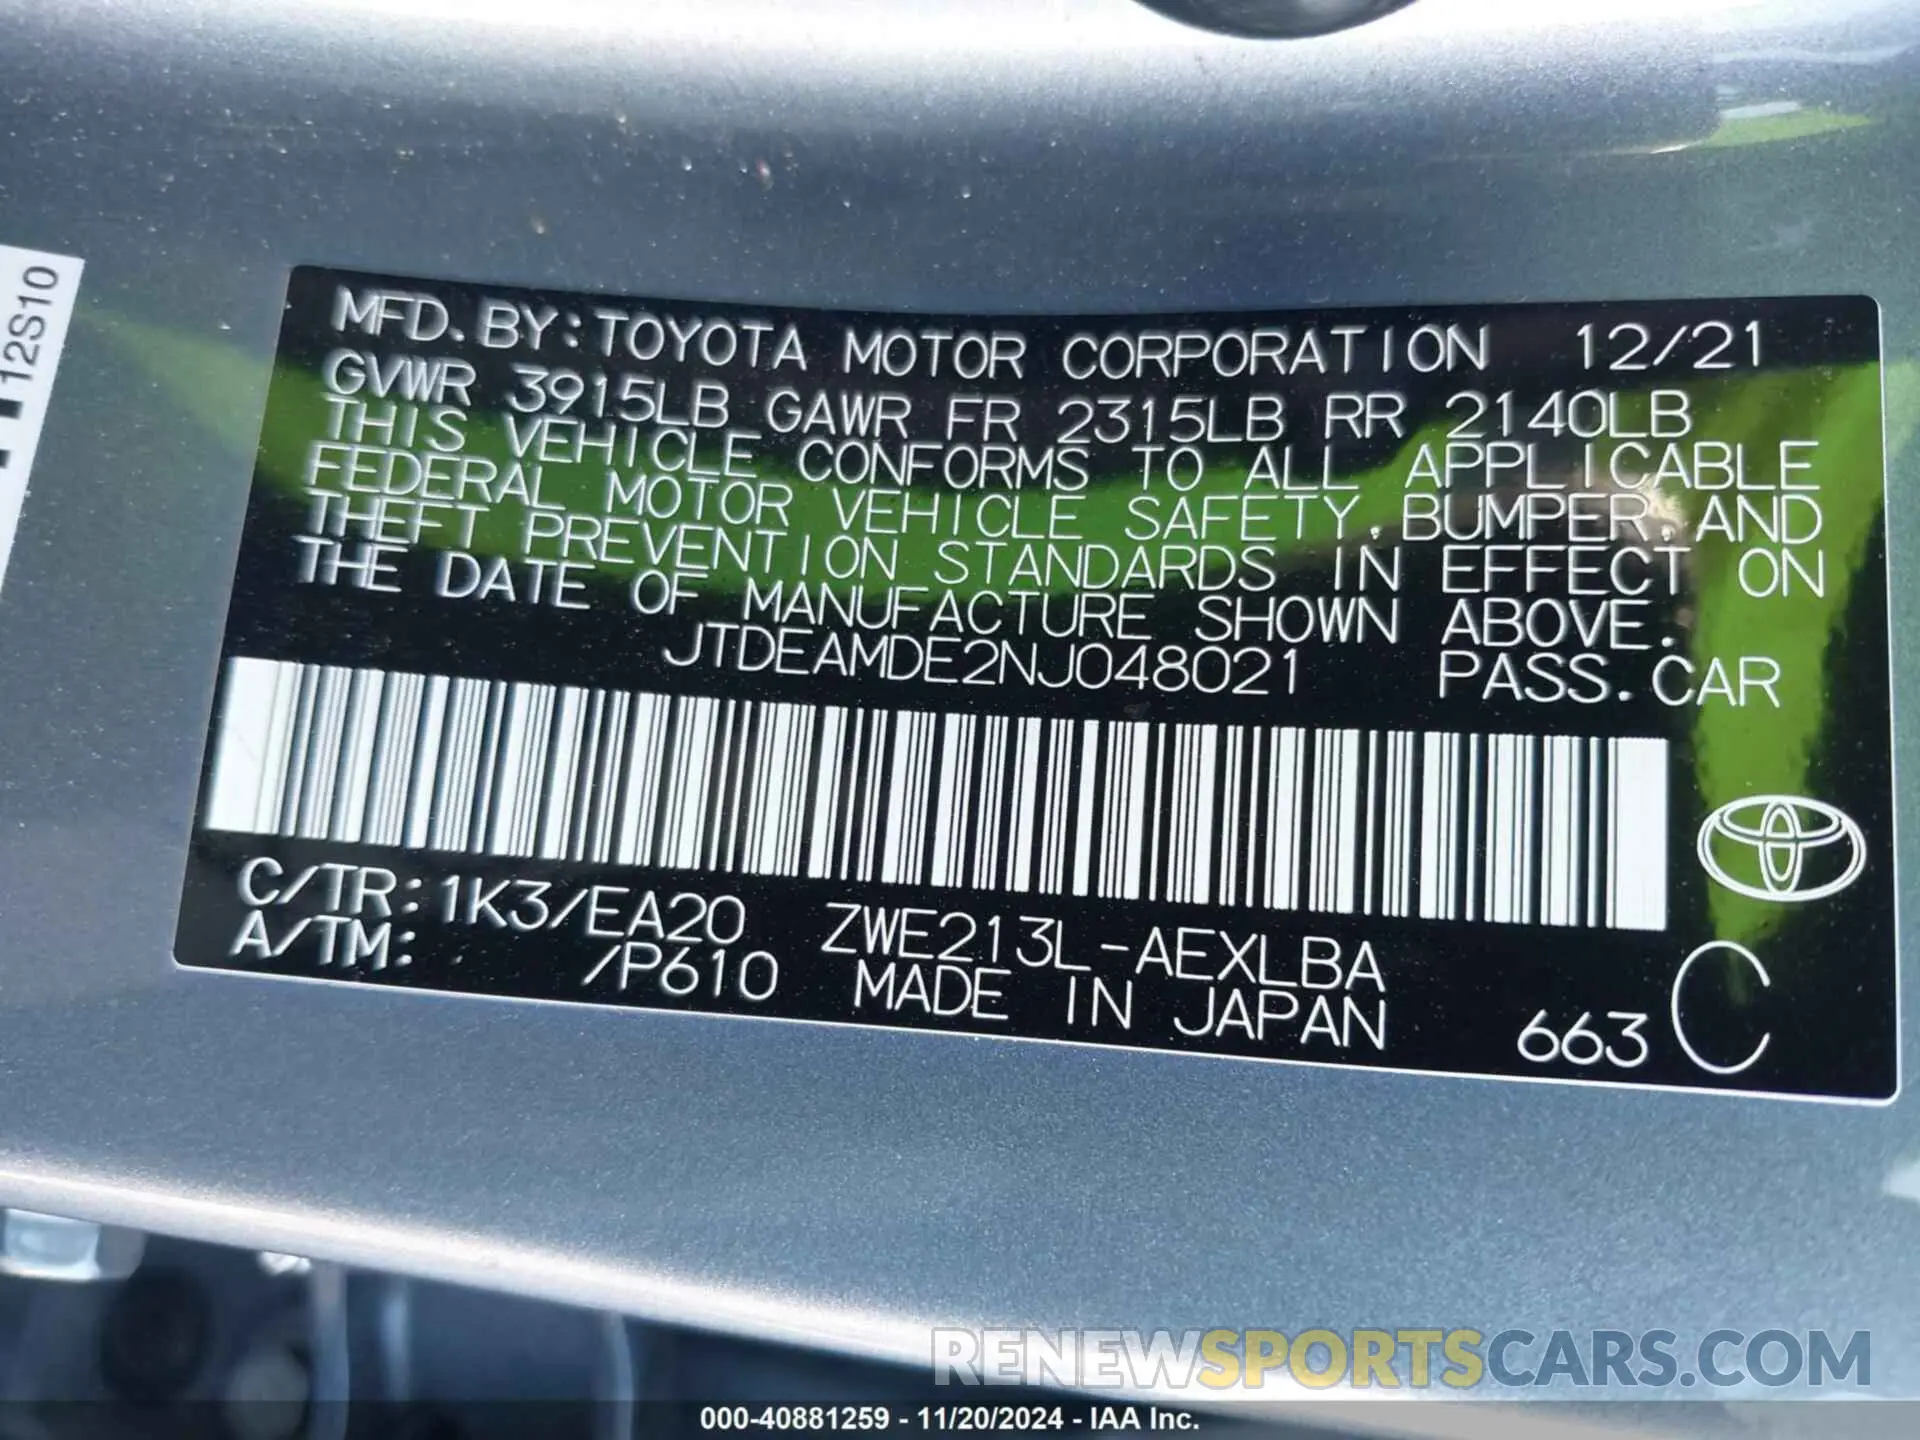 MFD. BY: TOYOTA MOTOR CORPORATION 12/21
GVWR 3915LB GAWR FR 2315LB RR 2140LB
THIS VEHICLE CONFORMS TO ALL APPLICABLE
FEDERAL MOTOR VEHICLE SAFETY, BUMPER, AND
THEFT PREVENTION STANDARDS IN EFFECT ON
THE DATE OF MANUFACTURE SHOWN ABOVE.
JTDEAMDE2NJ048021 PASS. CAR
C/TR: 1K3/EA20 ZWE213L-AEXLBA
A/TM: /P610 MADE IN JAPAN 663 C
12S10
RENEWSPORTSCARS.COM
000-40881259 - 11/20/2024 - IAA Inc.